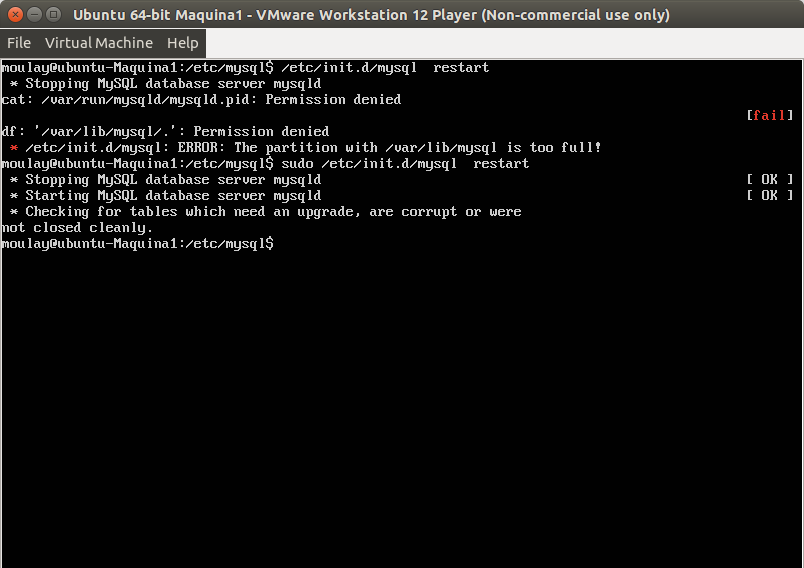 Ubuntu 64-bit Maquina1 - VMware Workstation 12 Player (Non-commercial use only)
File Virtual Machine Help
moulay@ubuntu-Maquina1:/etc/mysql$ /etc/init.d/mysql  restart
 * Stopping MySQL database server mysqld
cat: /var/run/mysqld/mysqld.pid: Permission denied
[fail]
df: '/var/lib/mysql/.': Permission denied
 * /etc/init.d/mysql: ERROR: The partition with /var/lib/mysql is too full!
moulay@ubuntu-Maquina1:/etc/mysql$ sudo /etc/init.d/mysql  restart
 * Stopping MySQL database server mysqld [ OK ]
 * Starting MySQL database server mysqld [ OK ]
 * Checking for tables which need an upgrade, are corrupt or were
not closed cleanly.
moulay@ubuntu-Maquina1:/etc/mysql$